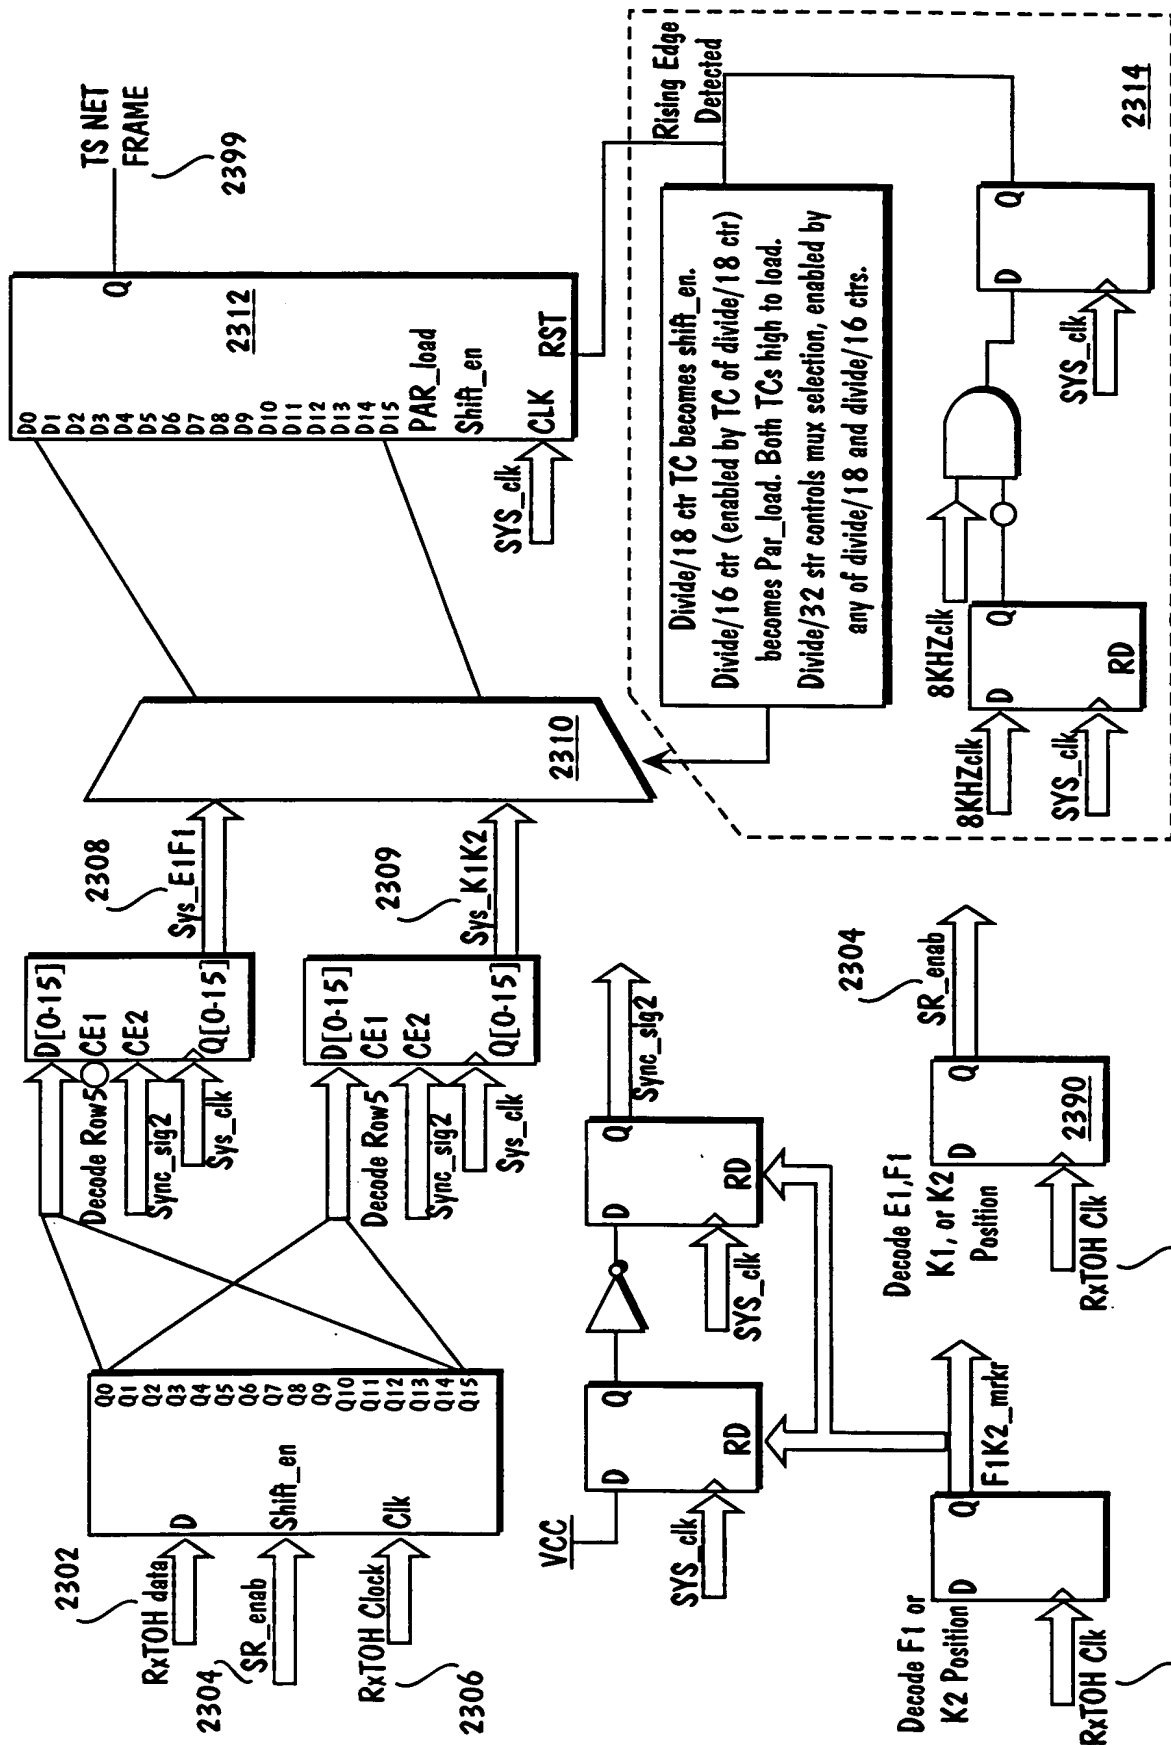 2302
RxTOH data
2304
SR_enab
RxTOH Clock
2306
D
Shift_en
Clk
Q0
Q1
Q2
Q3
Q4
Q5
Q6
Q7
Q8
Q9
Q10
Q11
Q12
Q13
Q14
Q15
Decode Row5
Sync_sig2
Sys_clk
D[0-15]
CE1
CE2
Q[0-15]
2308
Sys_E1F1
Decode Row5
Sync_sig2
Sys_clk
D[0-15]
CE1
CE2
Q[0-15]
2309
Sys_K1K2
2310
D0
D1
D2
D3
D4
D5
D6
D7
D8
D9
D10
D11
D12
D13
D14
D15
PAR_load
Shift_en
CLK
RST
Q
2312
SYS_clk
TS NET
FRAME
2399
VCC
D
Q
RD
SYS_clk
D
Q
RD
SYS_clk
Sync_sig2
Decode F1 or
K2 Position
D
Q
RxTOH Clk
F1K2_mrkr
Decode E1,F1
K1, or K2
Position
D
Q
2390
RxTOH Clk
2304
SR_enab
Rising Edge
Detected
Divide/18 ctr TC becomes shift_en.
Divide/16 ctr (enabled by TC of divide/18 ctr)
becomes Par_load. Both TCs high to load.
Divide/32 str controls mux selection, enabled by
any of divide/18 and divide/16 ctrs.
8KHZclk
SYS_clk
D
Q
RD
8KHZclk
D
Q
SYS_clk
2314